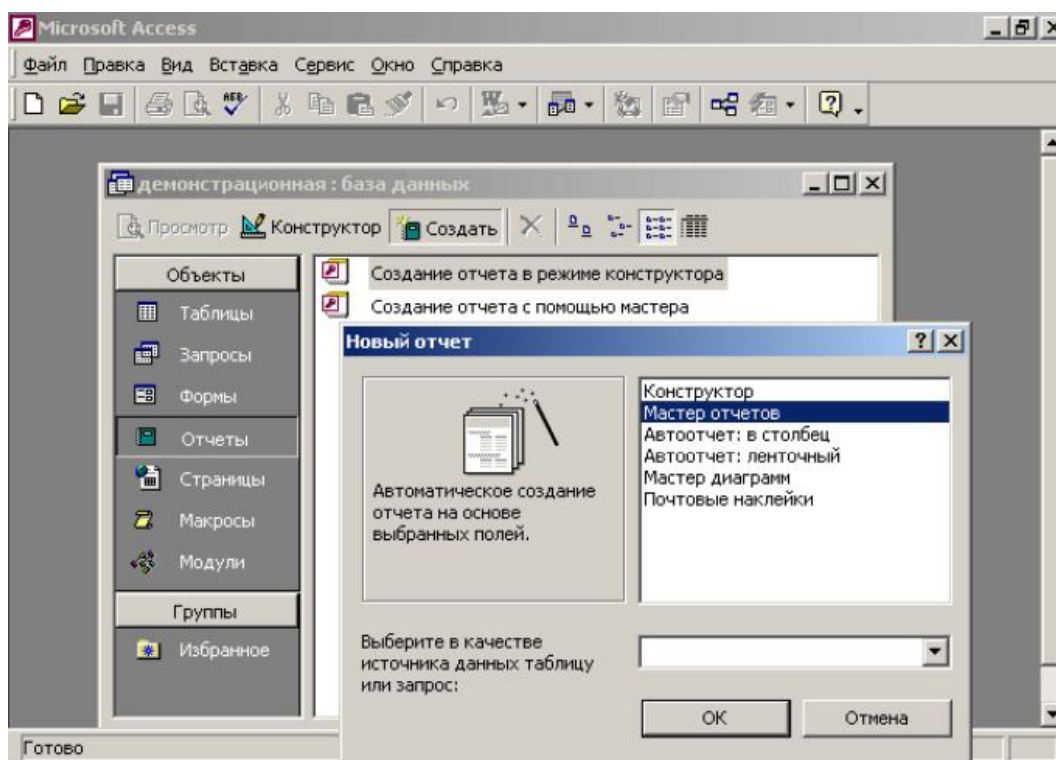 Microsoft Access
Файл Правка Вид Вставка Сервис Окно Справка
демонстрационная : база данных
Просмотр Конструктор Создать
Объекты
Таблицы
Запросы
Формы
Отчеты
Страницы
Макросы
Модули
Группы
Избранное
Создание отчета в режиме конструктора
Создание отчета с помощью мастера
Новый отчет
Автоматическое создание
отчета на основе
выбранных полей.
Конструктор
Мастер отчетов
Автоотчет: в столбец
Автоотчет: ленточный
Мастер диаграмм
Почтовые наклейки
Выберите в качестве
источника данных таблицу
или запрос:
ОК Отмена
Готово